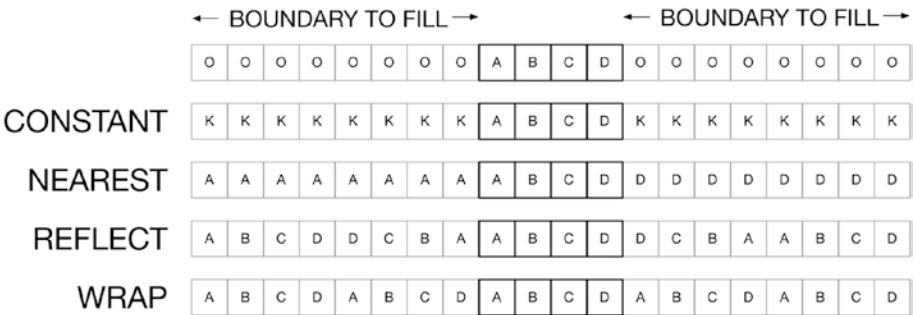 ← BOUNDARY TO FILL → ← BOUNDARY TO FILL →
O O O O O O O O A B C D O O O O O O O O
CONSTANT K K K K K K K K A B C D K K K K K K K K
NEAREST A A A A A A A A A B C D D D D D D D D D
REFLECT A B C D D C B A A B C D D C B A A B C D
WRAP A B C D A B C D A B C D A B C D A B C D